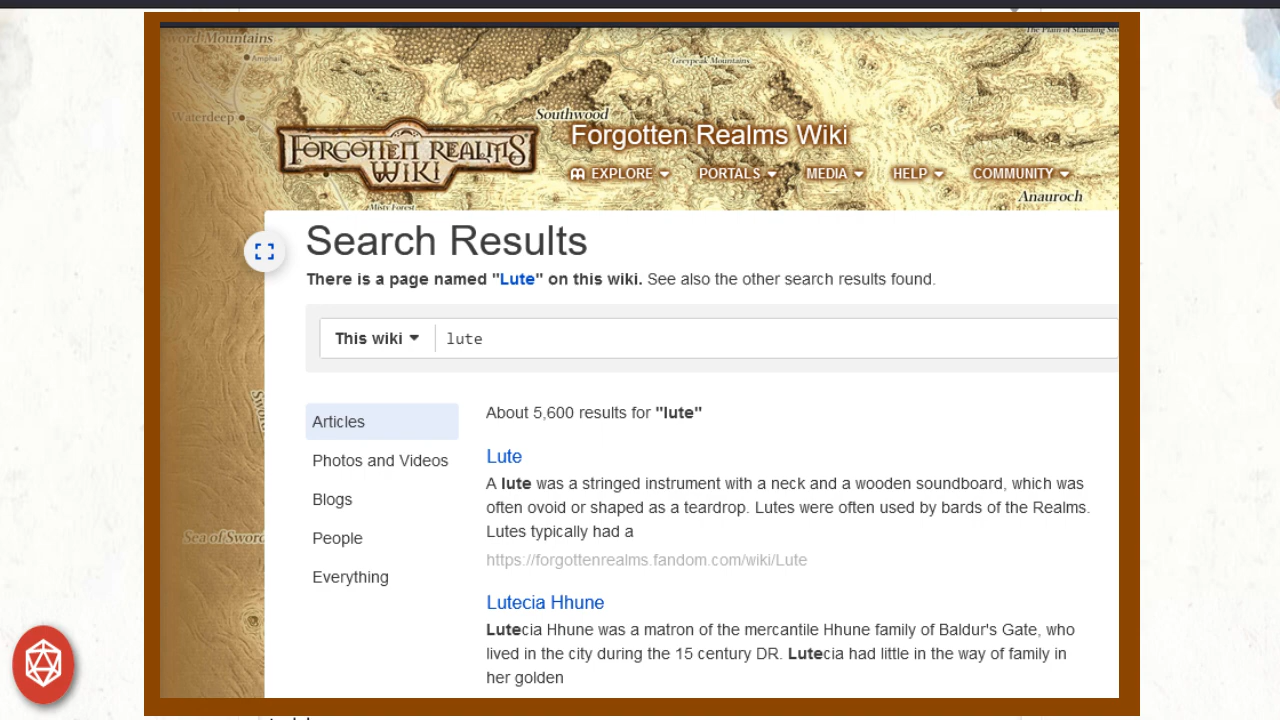 Sword Mountains
The Plain of Standing Sto
Amphail
Greypeak Mountains
Waterdeep
Southwood
Forgotten Realms Wiki
FORGOTTEN REALMS
WIKI
EXPLORE PORTALS MEDIA HELP COMMUNITY
Anauroch
Misty Forest
Search Results
There is a page named "Lute" on this wiki. See also the other search results found.
This wiki lute
Articles
Photos and Videos
Blogs
People
Everything
About 5,600 results for "lute"
Lute
A lute was a stringed instrument with a neck and a wooden soundboard, which was
often ovoid or shaped as a teardrop. Lutes were often used by bards of the Realms.
Lutes typically had a
https://forgottenrealms.fandom.com/wiki/Lute
Sea of Sword
Lutecia Hhune
Lutecia Hhune was a matron of the mercantile Hhune family of Baldur's Gate, who
lived in the city during the 15 century DR. Lutecia had little in the way of family in
her golden